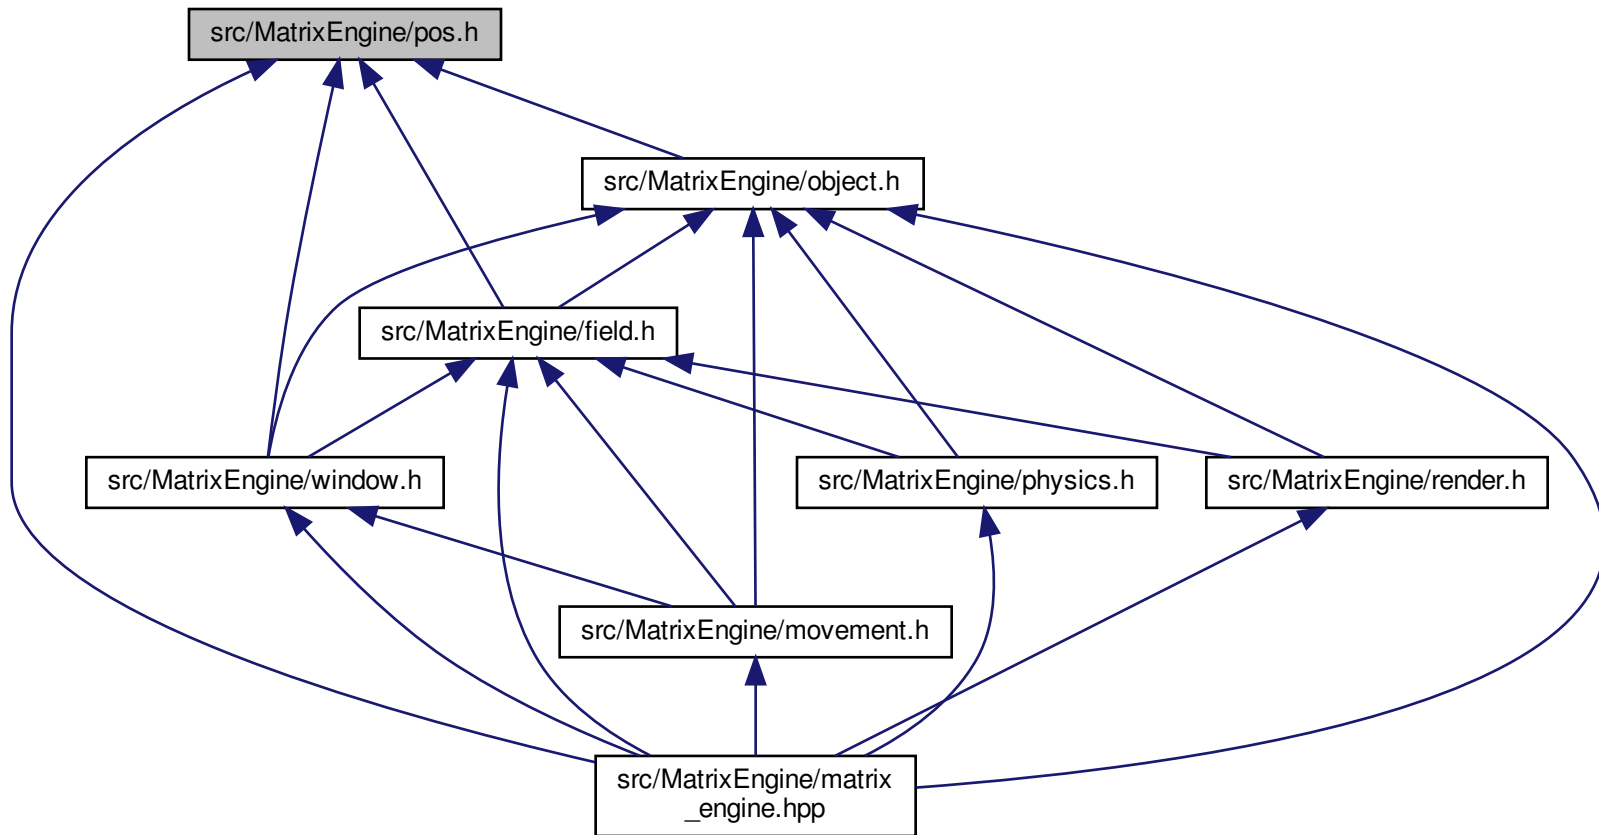 src/MatrixEngine/pos.h
src/MatrixEngine/object.h
src/MatrixEngine/field.h
src/MatrixEngine/window.h
src/MatrixEngine/physics.h
src/MatrixEngine/render.h
src/MatrixEngine/movement.h
src/MatrixEngine/matrix
_engine.hpp